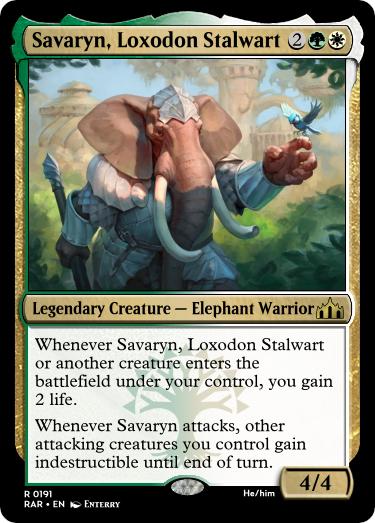 Savaryn, Loxodon Stalwart 2
Legendary Creature — Elephant Warrior
Whenever Savaryn, Loxodon Stalwart
or another creature enters the
battlefield under your control, you gain
2 life.
Whenever Savaryn attacks, other
attacking creatures you control gain
indestructible until end of turn.
4/4
R 0191
RAR • EN Enterry
He/him